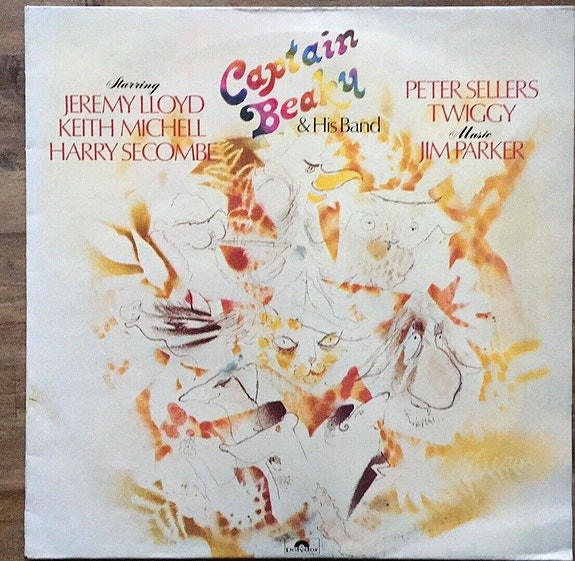 Captain
Beaky
& His Band
Starring
JEREMY LLOYD
KEITH MICHELL
HARRY SECOMBE
PETER SELLERS
TWIGGY
Music
JIM PARKER
polydor